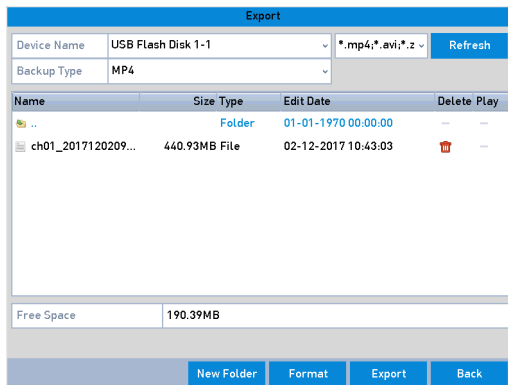 Export
Device Name USB Flash Disk 1-1 *.mp4;*.avi;*.z Refresh
Backup Type MP4
Name Size Type Edit Date Delete Play
.. Folder 01-01-1970 00:00:00 — —
ch01_2017120209... 440.93MB File 02-12-2017 10:43:03 —
Free Space 190.39MB
New Folder Format Export Back